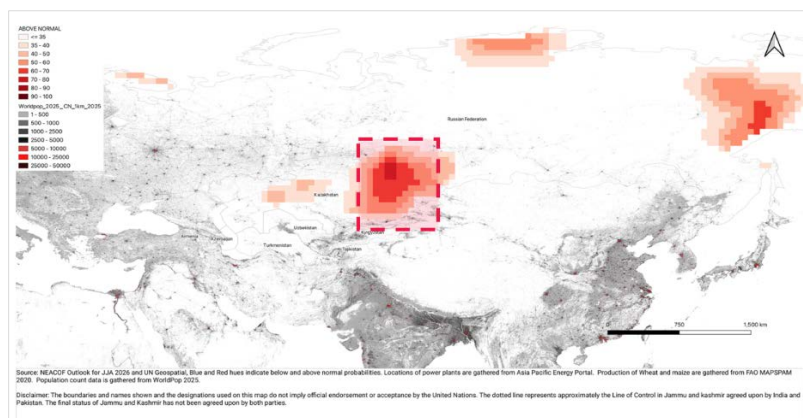 ABOVE NORMAL
<= 35
35 - 40
40 - 50
50 - 60
60 - 70
70 - 80
80 - 90
90 - 100
Worldpop_2025_CN_1km_2025
1 - 500
500 - 1000
1000 - 2500
2500 - 5000
5000 - 10000
10000 - 25000
25000 - 50000
Russian Federation
Kazakhstan
Uzbekistan
Kyrgyzstan
Azerbaijan
Turkmenistan
Tajikistan
750
1,500 km
Source: NEACOF Outlook for JJA 2026 and UN Geospatial, Blue and Red hues indicate below and above normal probabilities. Locations of power plants are gathered from Asia Pacific Energy Portal. Production of Wheat and maize are gathered from FAO MAPSPAM
2020. Population count data is gathered from WorldPop 2025.
Disclaimer: The boundaries and names shown and the designations used on this map do not imply official endorsement or acceptance by the United Nations. The dotted line represents approximately the Line of Control in Jammu and kashmir agreed upon by India and
Pakistan. The final status of Jammu and Kashmir has not been agreed upon by both parties.